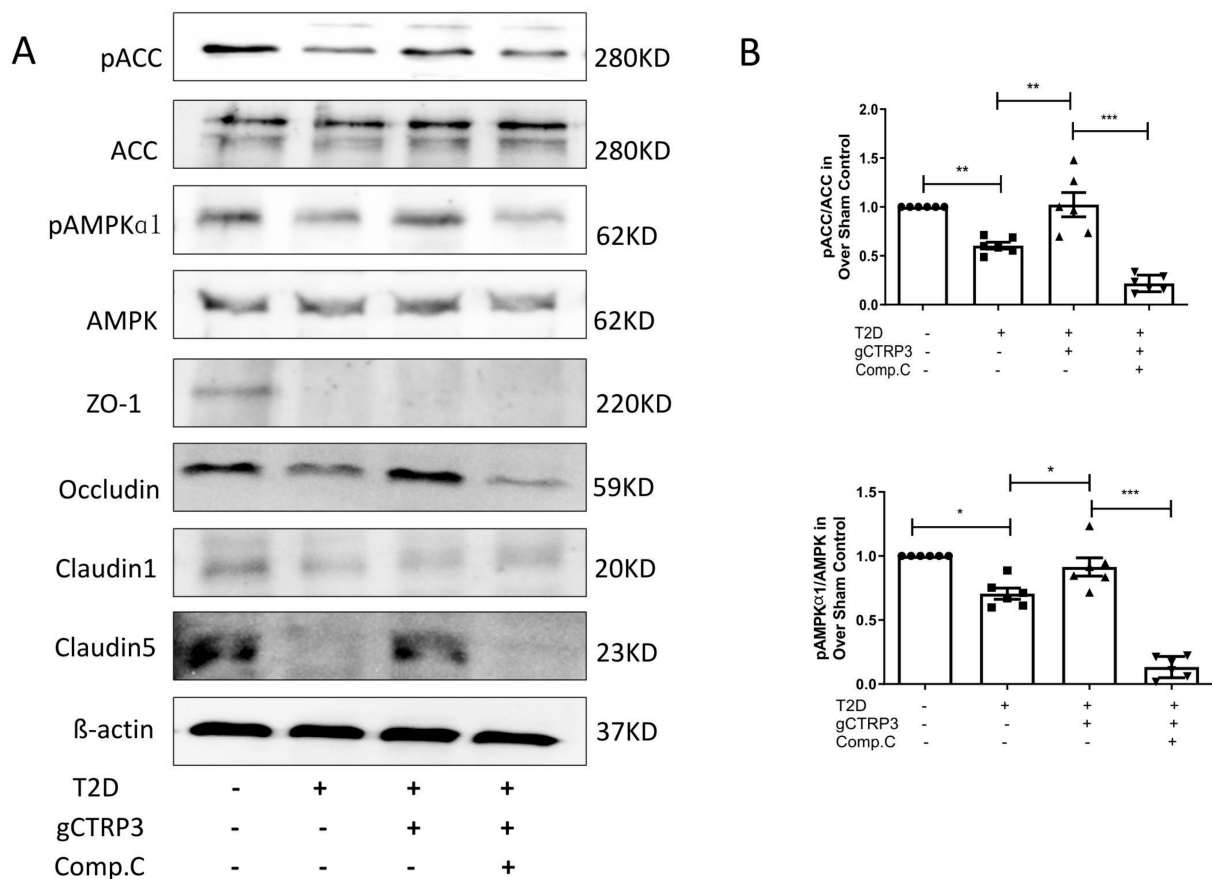 A
pACC 280KD
ACC 280KD
pAMPKα1 62KD
AMPK 62KD
ZO-1 220KD
Occludin 59KD
Claudin1 20KD
Claudin5 23KD
ß-actin 37KD
T2D - + + +
gCTRP3 - - + +
Comp.C - - - +
B
pACC/ACC in
Over Sham Control
2.0
1.5
1.0
0.5
0.0
**
**
***
T2D - + + +
gCTRP3 - - + +
Comp.C - - - +
pAMPKα1/AMPK in
Over Sham Control
1.5
1.0
0.5
0.0
*
*
***
T2D - + + +
gCTRP3 - - + +
Comp.C - - - +